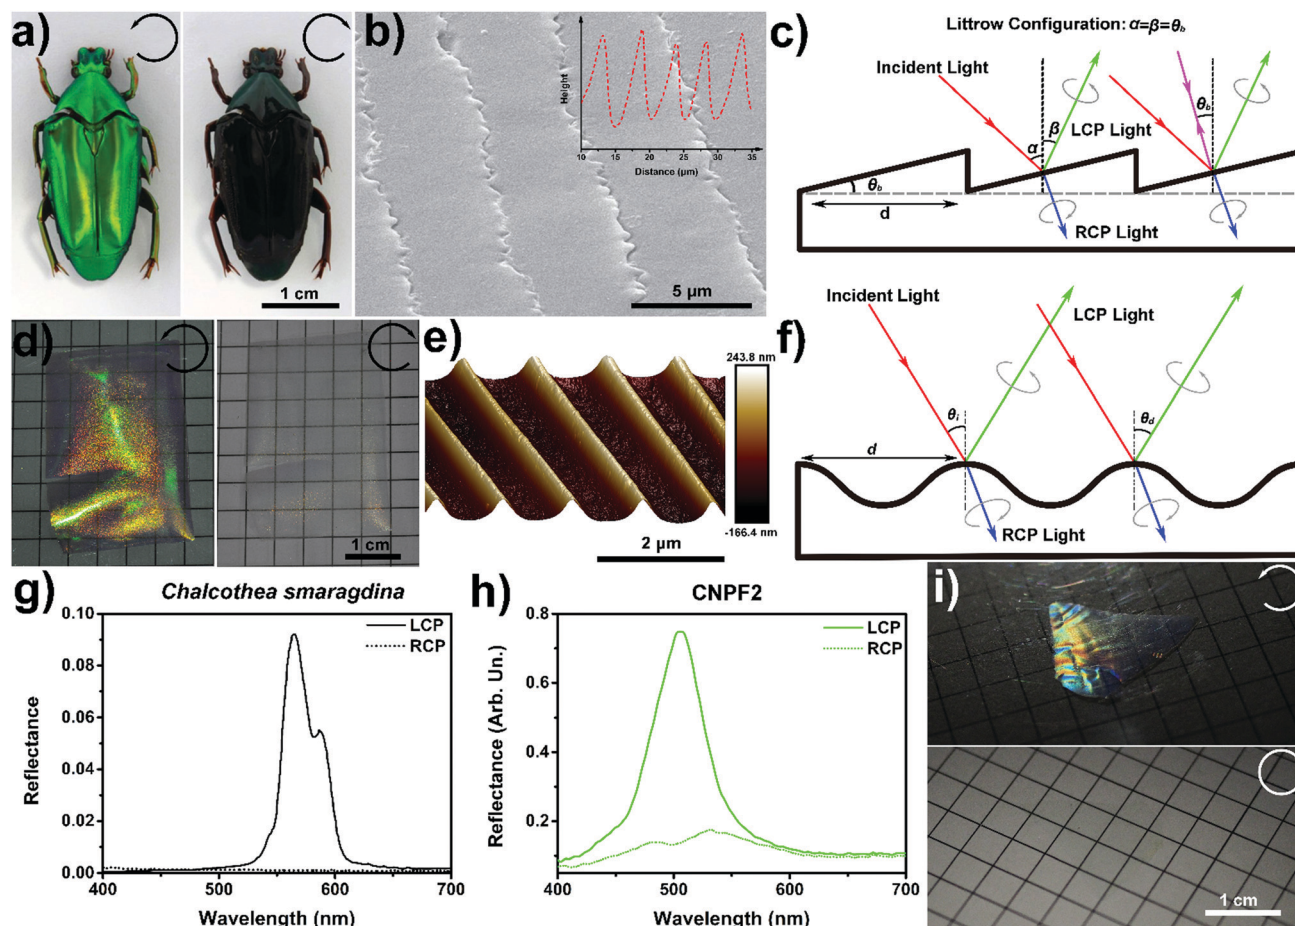 a)
1 cm
b)
Height
10 15 20 25 30 35
Distance (µm)
5 µm
c)
Littrow Configuration: α=β=θb
Incident Light
θb
β
LCP Light
α
θb
d
RCP Light
d)
1 cm
e)
243.8 nm
-166.4 nm
2 µm
f)
Incident Light
LCP Light
θi
θd
d
RCP Light
g)
Chalcothea smaragdina
LCP
RCP
Reflectance
0.10
0.08
0.06
0.04
0.02
0.00
400 500 600 700
Wavelength (nm)
h)
CNPF2
LCP
RCP
Reflectance (Arb. Un.)
0.8
0.6
0.4
0.2
400 500 600 700
Wavelength (nm)
i)
1 cm